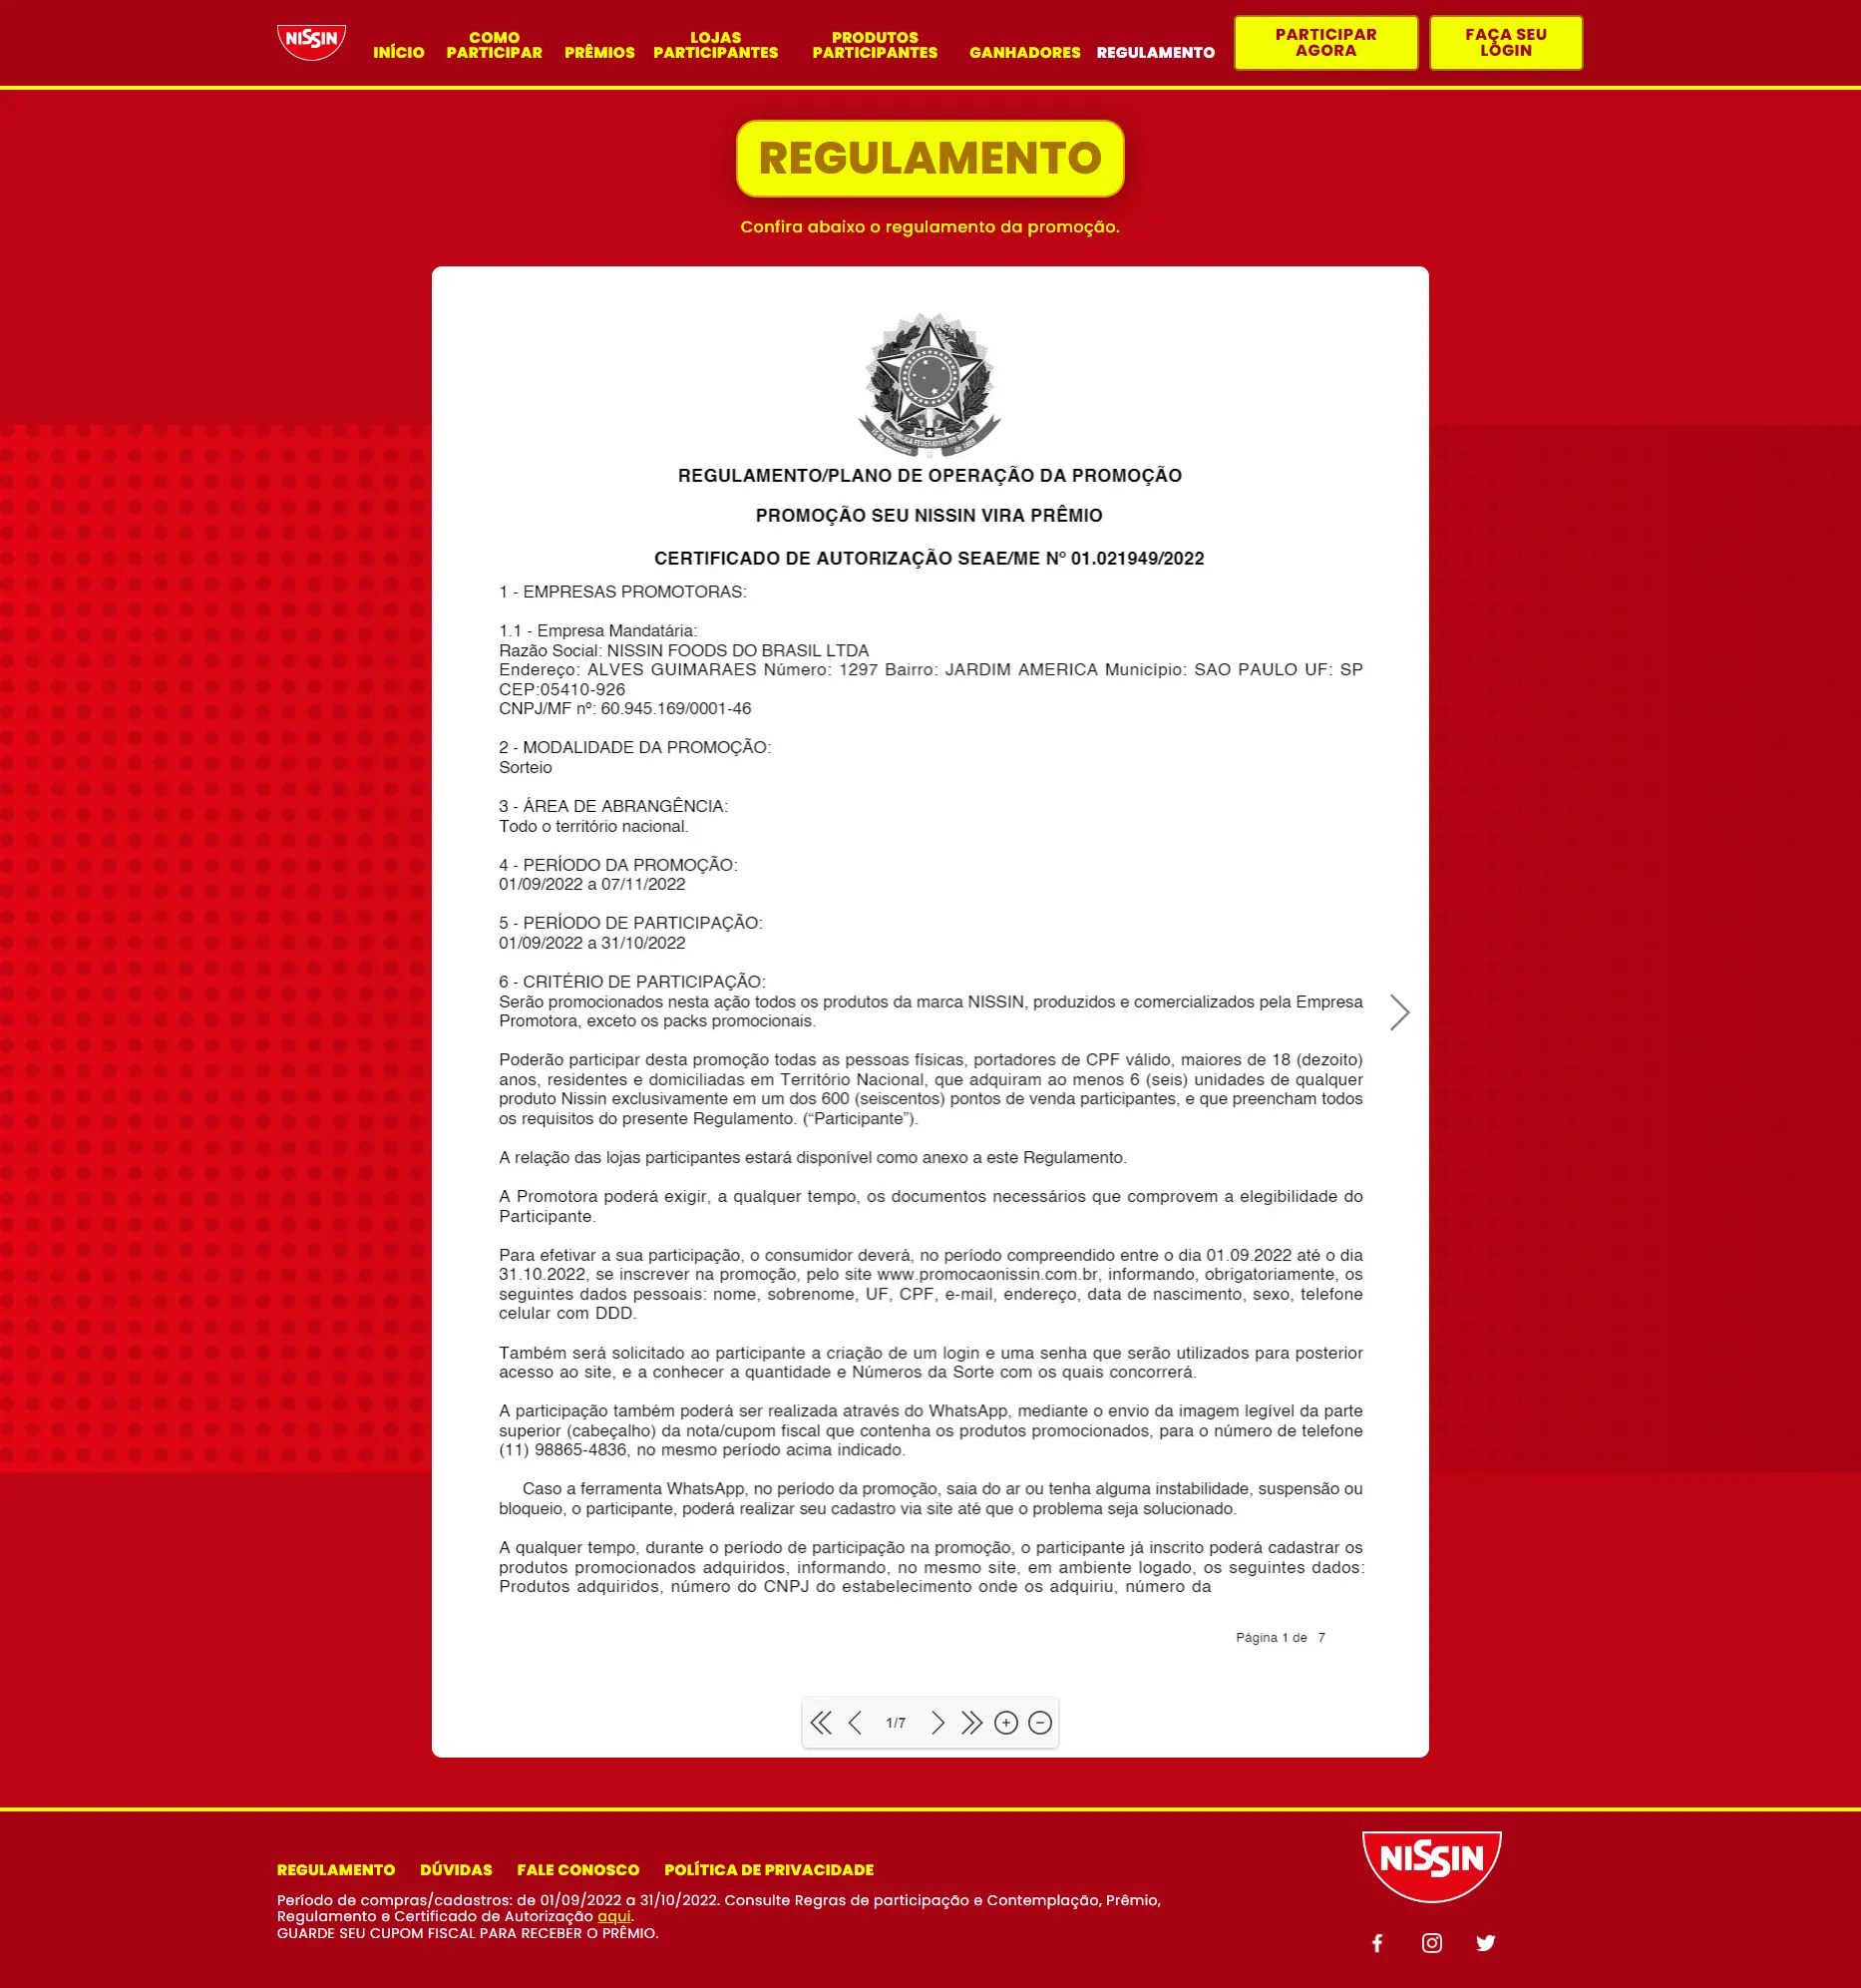 NISSIN
INÍCIO
COMO
PARTICIPAR
PRÊMIOS
LOJAS
PARTICIPANTES
PRODUTOS
PARTICIPANTES
GANHADORES
REGULAMENTO
PARTICIPAR
AGORA
FAÇA SEU
LOGIN
REGULAMENTO
Confira abaixo o regulamento da promoção.
REPÚBLICA FEDERATIVA DO BRASIL
15 de Novembro
de 1889
REGULAMENTO/PLANO DE OPERAÇÃO DA PROMOÇÃO
PROMOÇÃO SEU NISSIN VIRA PRÊMIO
CERTIFICADO DE AUTORIZAÇÃO SEAE/ME Nº 01.021949/2022
1 - EMPRESAS PROMOTORAS:
1.1 - Empresa Mandatária:
Razão Social: NISSIN FOODS DO BRASIL LTDA
Endereço: ALVES GUIMARAES Número: 1297 Bairro: JARDIM AMERICA Município: SAO PAULO UF: SP
CEP:05410-926
CNPJ/MF nº: 60.945.169/0001-46
2 - MODALIDADE DA PROMOÇÃO:
Sorteio
3 - ÁREA DE ABRANGÊNCIA:
Todo o território nacional.
4 - PERÍODO DA PROMOÇÃO:
01/09/2022 a 07/11/2022
5 - PERÍODO DE PARTICIPAÇÃO:
01/09/2022 a 31/10/2022
6 - CRITÉRIO DE PARTICIPAÇÃO:
Serão promocionados nesta ação todos os produtos da marca NISSIN, produzidos e comercializados pela Empresa
Promotora, exceto os packs promocionais.
Poderão participar desta promoção todas as pessoas físicas, portadores de CPF válido, maiores de 18 (dezoito)
anos, residentes e domiciliadas em Território Nacional, que adquiram ao menos 6 (seis) unidades de qualquer
produto Nissin exclusivamente em um dos 600 (seiscentos) pontos de venda participantes, e que preencham todos
os requisitos do presente Regulamento. (“Participante”).
A relação das lojas participantes estará disponível como anexo a este Regulamento.
A Promotora poderá exigir, a qualquer tempo, os documentos necessários que comprovem a elegibilidade do
Participante.
Para efetivar a sua participação, o consumidor deverá, no período compreendido entre o dia 01.09.2022 até o dia
31.10.2022, se inscrever na promoção, pelo site www.promocaonissin.com.br, informando, obrigatoriamente, os
seguintes dados pessoais: nome, sobrenome, UF, CPF, e-mail, endereço, data de nascimento, sexo, telefone
celular com DDD.
Também será solicitado ao participante a criação de um login e uma senha que serão utilizados para posterior
acesso ao site, e a conhecer a quantidade e Números da Sorte com os quais concorrerá.
A participação também poderá ser realizada através do WhatsApp, mediante o envio da imagem legível da parte
superior (cabeçalho) da nota/cupom fiscal que contenha os produtos promocionados, para o número de telefone
(11) 98865-4836, no mesmo período acima indicado.
Caso a ferramenta WhatsApp, no período da promoção, saia do ar ou tenha alguma instabilidade, suspensão ou
bloqueio, o participante, poderá realizar seu cadastro via site até que o problema seja solucionado.
A qualquer tempo, durante o período de participação na promoção, o participante já inscrito poderá cadastrar os
produtos promocionados adquiridos, informando, no mesmo site, em ambiente logado, os seguintes dados:
Produtos adquiridos, número do CNPJ do estabelecimento onde os adquiriu, número da
Página 1 de 7
1/7
REGULAMENTO
DÚVIDAS
FALE CONOSCO
POLÍTICA DE PRIVACIDADE
Período de compras/cadastros: de 01/09/2022 a 31/10/2022. Consulte Regras de participação e Contemplação, Prêmio,
Regulamento e Certificado de Autorização aqui.
GUARDE SEU CUPOM FISCAL PARA RECEBER O PRÊMIO.
NISSIN